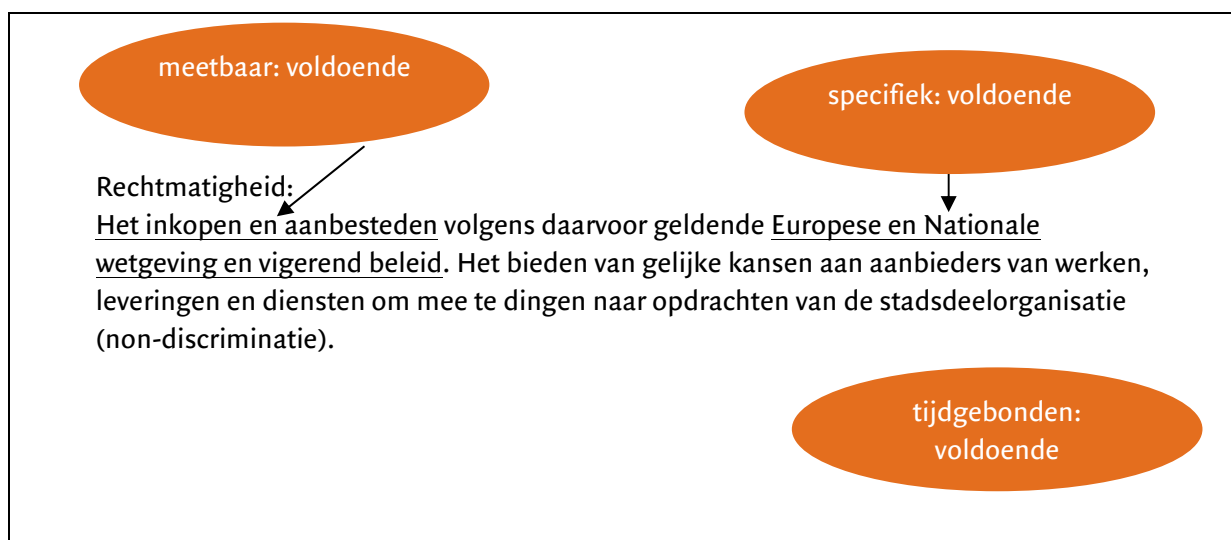 meetbaar: voldoende
specifiek: voldoende
Rechtmatigheid:
Het inkopen en aanbesteden volgens daarvoor geldende Europese en Nationale
wetgeving en vigerend beleid. Het bieden van gelijke kansen aan aanbieders van werken,
leveringen en diensten om mee te dingen naar opdrachten van de stadsdeelorganisatie
(non-discriminatie).
tijdgebonden:
voldoende